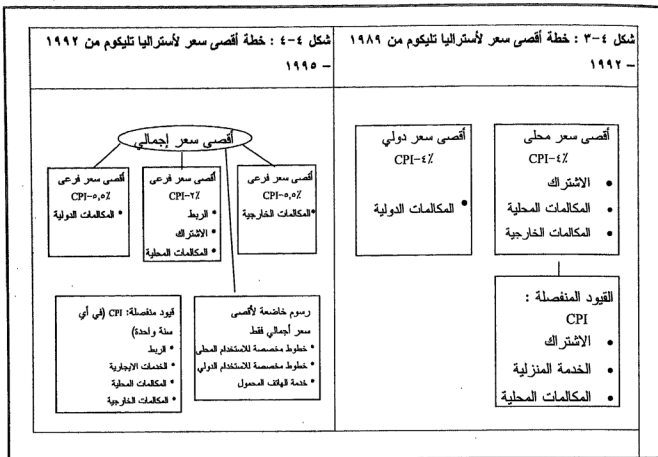 شكل ٤-٣ : خطة أقصى سعر لأستراليا تليكوم من ١٩٨٩
– ١٩٩٢
أقصى سعر محلى
CPI-٤٪
• الاشتراك
• المكالمات المحلية
• المكالمات الخارجية
أقصى سعر دولي
CPI-٤٪
• المكالمات الدولية
القيود المنفصلة :
CPI
• الاشتراك
• الخدمة المنزلية
• المكالمات المحلية
شكل ٤-٤ : خطة أقصى سعر لأستراليا تليكوم من ١٩٩٢
– ١٩٩٥
أقصى سعر إجمالي
أقصى سعر فرعى
CPI-٥,٥٪
• المكالمات الخارجية
أقصى سعر فرعى
CPI-٢٪
• الربط
• الاشتراك
• المكالمات المحلية
أقصى سعر فرعى
CPI-٥,٥٪
• المكالمات الدولية
رسوم خاضعة لأقصى
سعر أجمالي فقط
• خطوط مخصصة للاستخدام المحلى
• خطوط مخصصة للاستخدام الدولي
• خدمة الهاتف المحمول
قيود منفصلة: CPI (في أي
سنة واحدة)
• الربط
• الخدمات الايجارية
• المكالمات المحلية
• المكالمات الخارجية